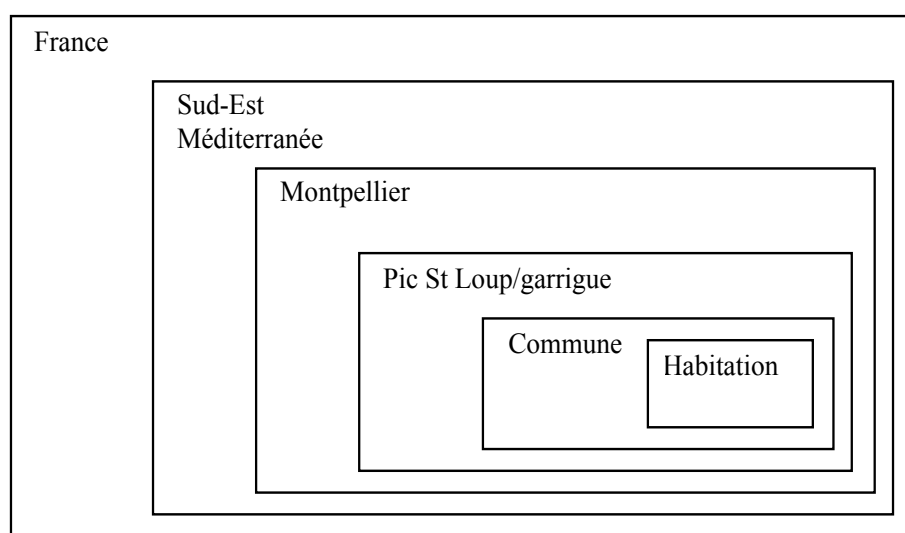 France
Sud-Est
Méditerranée
Montpellier
Pic St Loup/garrigue
Commune
Habitation